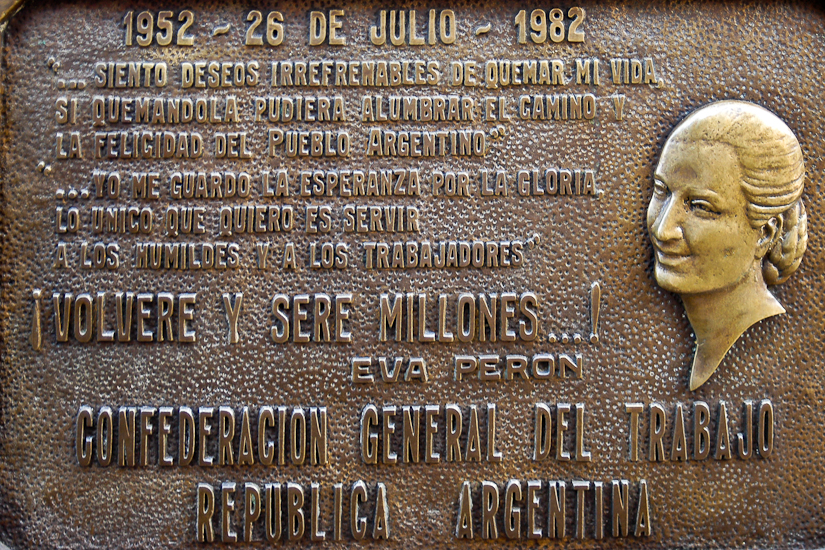 1952 - 26 DE JULIO - 1982
"... SIENTO DESEOS IRREFRENABLES DE QUEMAR MI VIDA,
SI QUEMANDOLA PUDIERA ALUMBRAR EL CAMINO Y
LA FELICIDAD DEL PUEBLO ARGENTINO"
"... YO ME GUARDO LA ESPERANZA POR LA GLORIA.
LO UNICO QUE QUIERO ES SERVIR
A LOS HUMILDES Y A LOS TRABAJADORES"
¡VOLVERE Y SERE MILLONES....!
EVA PERÓN
CONFEDERACION GENERAL DEL TRABAJO
REPUBLICA ARGENTINA